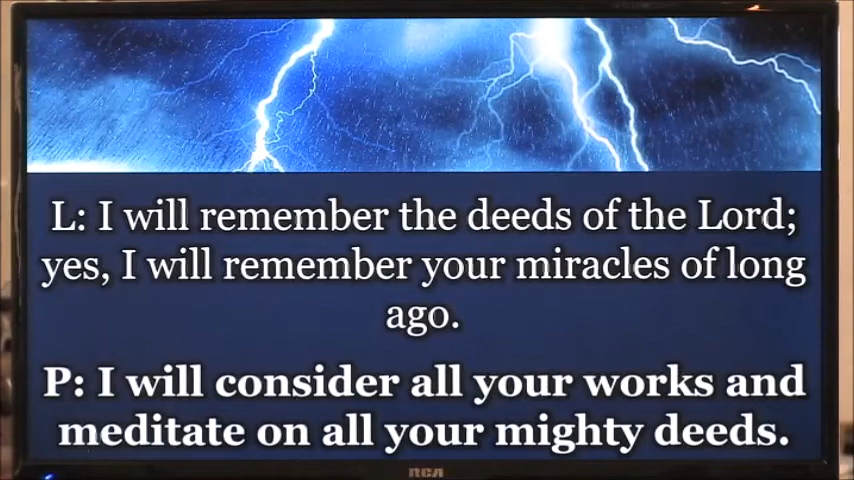 L: I will remember the deeds of the Lord;
yes, I will remember your miracles of long
ago.
P: I will consider all your works and
meditate on all your mighty deeds.
RCA